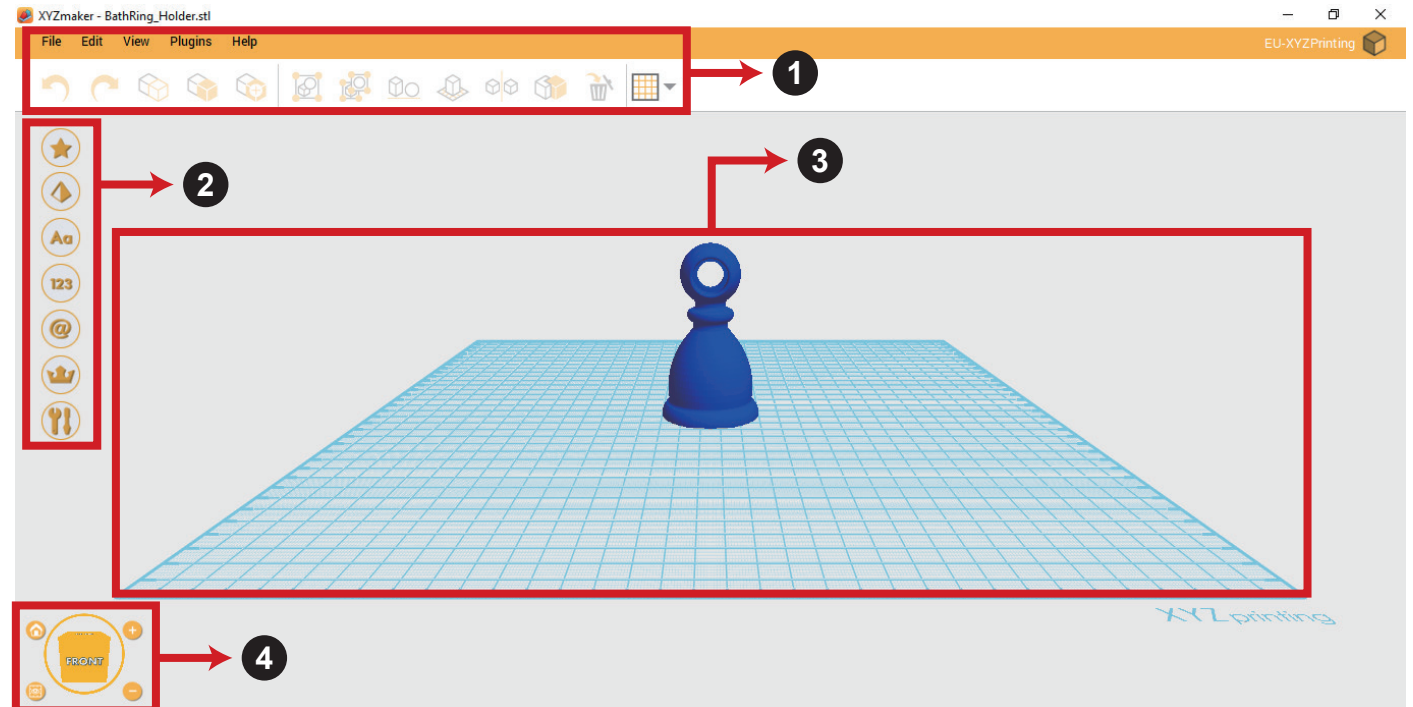 XYZmaker - BathRing_Holder.stl
File Edit View Plugins Help
EU-XYZPrinting
1
2
3
Aa
123
@
XYZprinting
FRONT
4